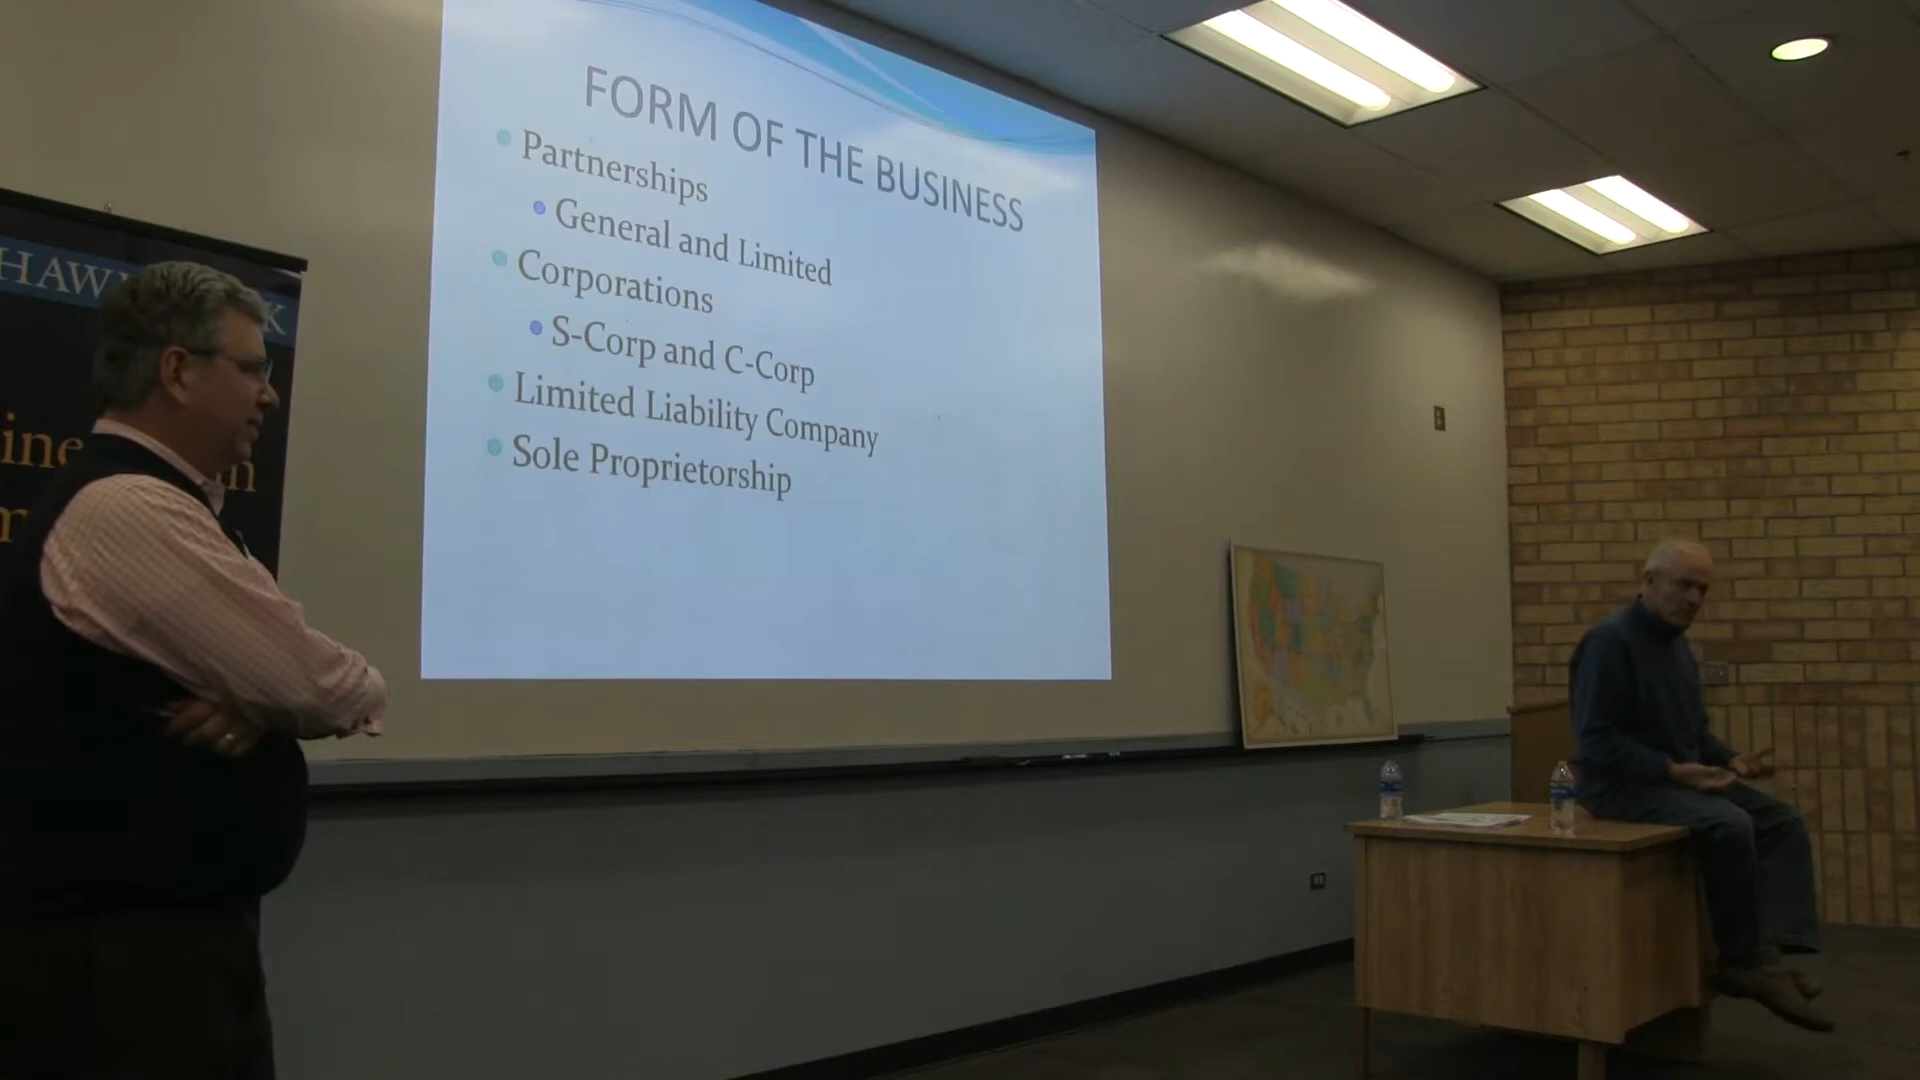 FORM OF THE BUSINESS
Partnerships
General and Limited
Corporations
S-Corp and C-Corp
Limited Liability Company
Sole Proprietorship